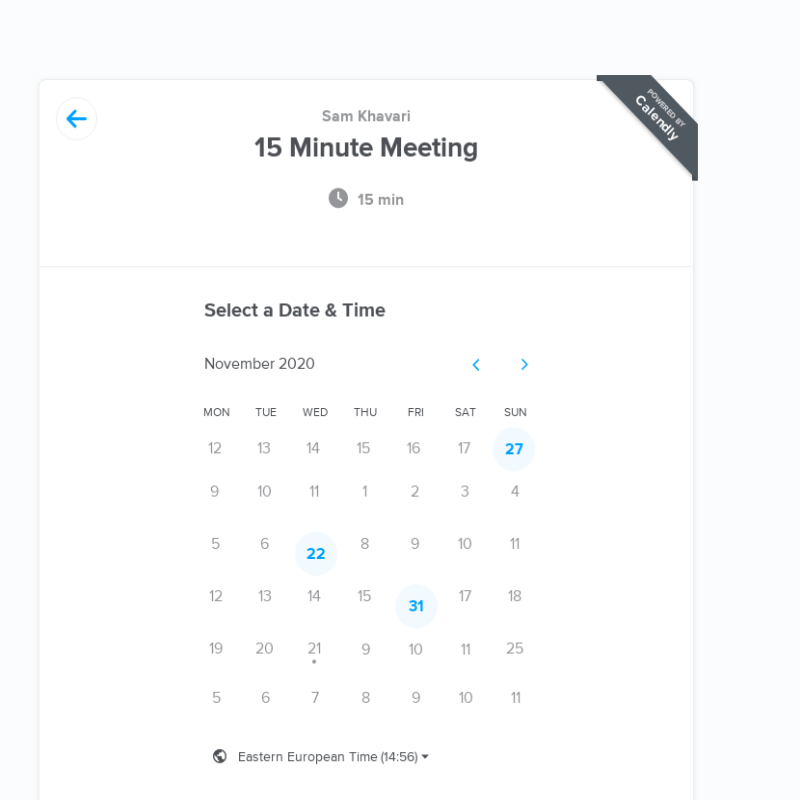 POWERED BY
Calendly
Sam Khavari
15 Minute Meeting
15 min
Select a Date & Time
November 2020
MON TUE WED THU FRI SAT SUN
12 13 14 15 16 17 27
9 10 11 1 2 3 4
5 6 22 8 9 10 11
12 13 14 15 31 17 18
19 20 21 9 10 11 25
5 6 7 8 9 10 11
Eastern European Time (14:56)